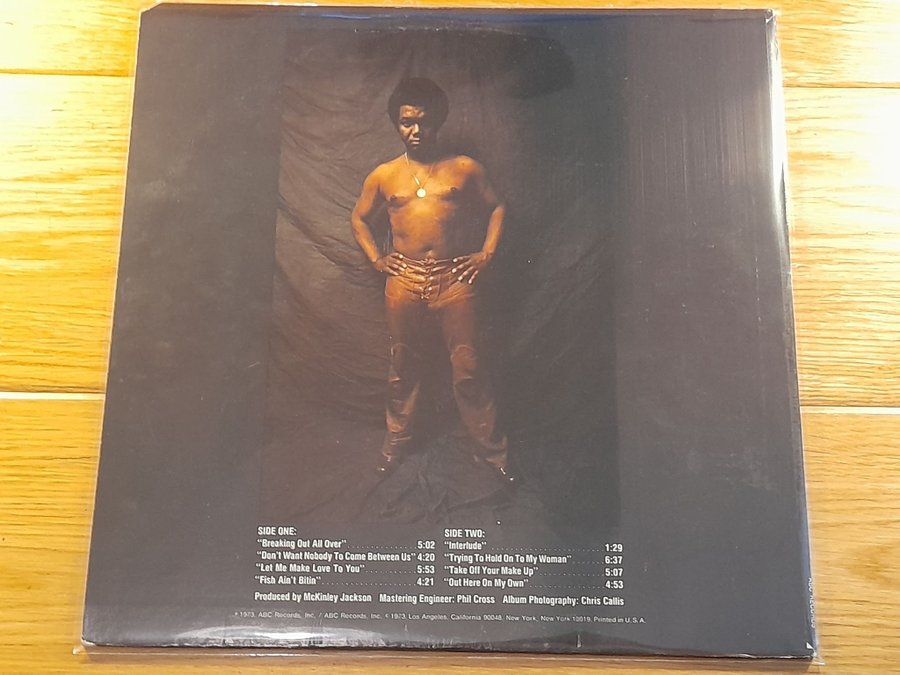 SIDE ONE:
"Breaking Out All Over" 5:02
"Don't Want Nobody To Come Between Us" 4:20
"Let Me Make Love To You" 5:53
"Fish Ain't Bitin" 4:21
SIDE TWO:
"Interlude" 1:29
"Trying To Hold On To My Woman" 6:37
"Take Off Your Make Up" 5:07
"Out Here On My Own" 4:53
Produced by McKinley Jackson Mastering Engineer: Phil Cross Album Photography: Chris Callis
1973, ABC Records, Inc. / ABC Records, Inc. © 1973, Los Angeles, California 90048, New York, New York 10019. Printed in U.S.A.